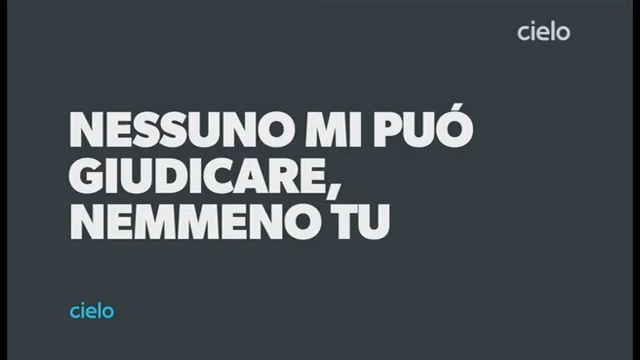 cielo
NESSUNO MI PUÓ
GIUDICARE,
NEMMENO TU
cielo